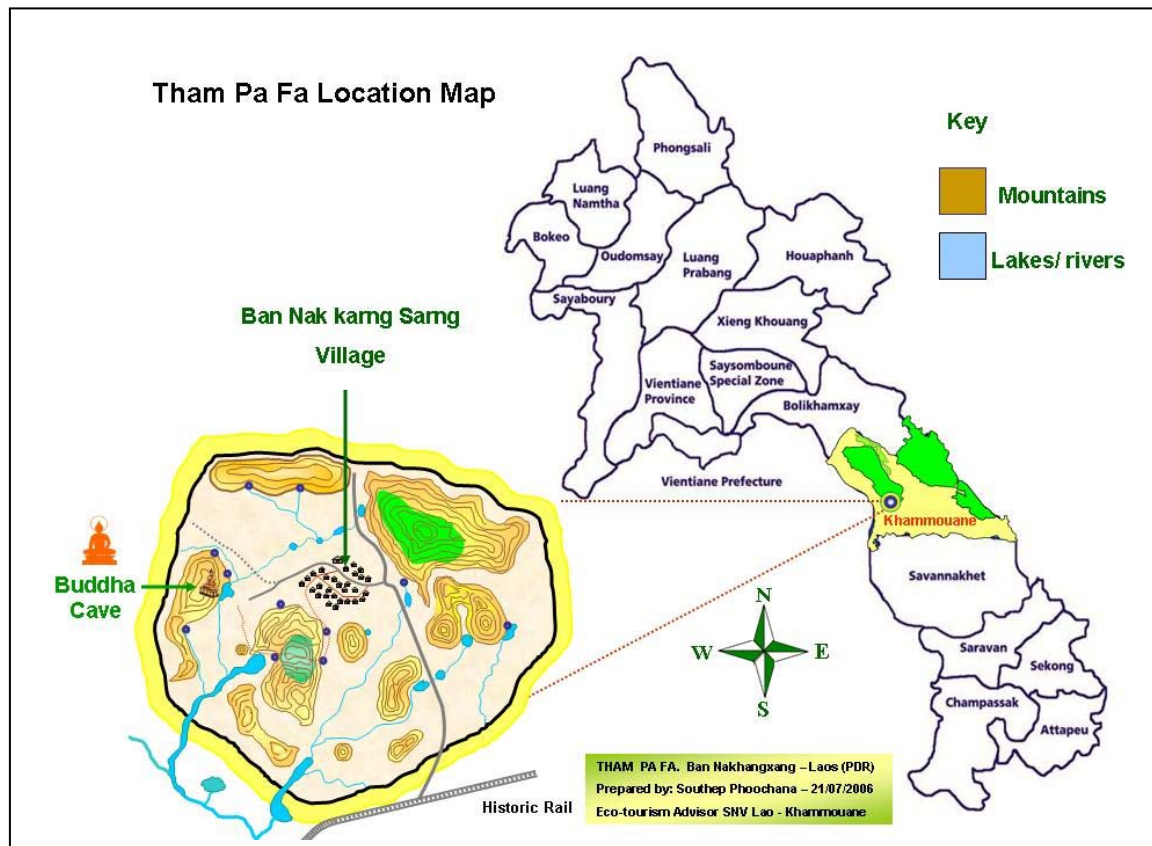 Tham Pa Fa Location Map
Key
Mountains
Lakes/ rivers
Phongsali
Luang
Namtha
Bokeo
Oudomsay
Luang
Prabang
Houaphanh
Sayaboury
Xieng Khouang
Vientiane
Province
Saysomboune
Special Zone
Bolikhamxay
Vientiane Prefecture
Khammouane
Savannakhet
Saravan
Sekong
Champassak
Attapeu
Ban Nak karng Sarng
Village
Buddha
Cave
N
W
E
S
Historic Rail
THAM PA FA. Ban Nakhangxang – Laos (PDR)
Prepared by: Southep Phoochana – 21/07/2006
Eco-tourism Advisor SNV Lao - Khammouane